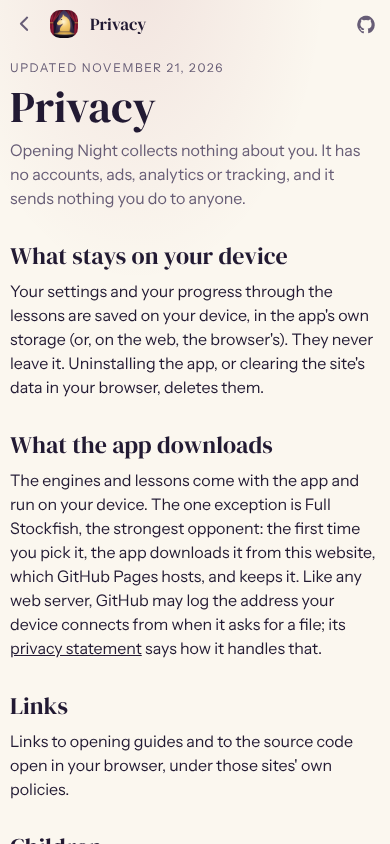 Privacy
UPDATED NOVEMBER 21, 2026
Privacy
Opening Night collects nothing about you. It has
no accounts, ads, analytics or tracking, and it
sends nothing you do to anyone.
What stays on your device
Your settings and your progress through the
lessons are saved on your device, in the app's own
storage (or, on the web, the browser's). They never
leave it. Uninstalling the app, or clearing the site's
data in your browser, deletes them.
What the app downloads
The engines and lessons come with the app and
run on your device. The one exception is Full
Stockfish, the strongest opponent: the first time
you pick it, the app downloads it from this website,
which GitHub Pages hosts, and keeps it. Like any
web server, GitHub may log the address your
device connects from when it asks for a file; its
privacy statement says how it handles that.
Links
Links to opening guides and to the source code
open in your browser, under those sites' own
policies.